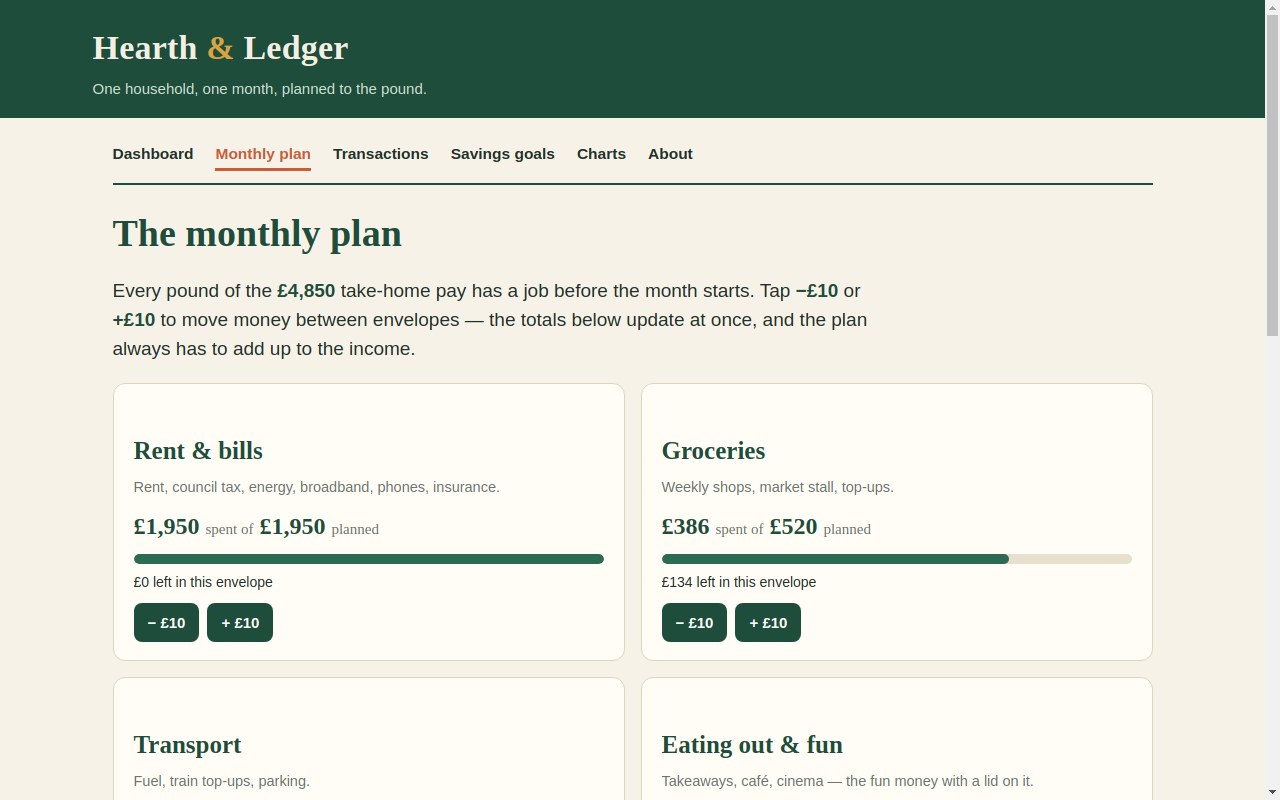 Hearth & Ledger
One household, one month, planned to the pound.
Dashboard Monthly plan Transactions Savings goals Charts About
The monthly plan
Every pound of the £4,850 take-home pay has a job before the month starts. Tap −£10 or
+£10 to move money between envelopes — the totals below update at once, and the plan
always has to add up to the income.
Rent & bills
Rent, council tax, energy, broadband, phones, insurance.
£1,950 spent of £1,950 planned
£0 left in this envelope
− £10 + £10
Groceries
Weekly shops, market stall, top-ups.
£386 spent of £520 planned
£134 left in this envelope
− £10 + £10
Transport
Fuel, train top-ups, parking.
Eating out & fun
Takeaways, café, cinema — the fun money with a lid on it.